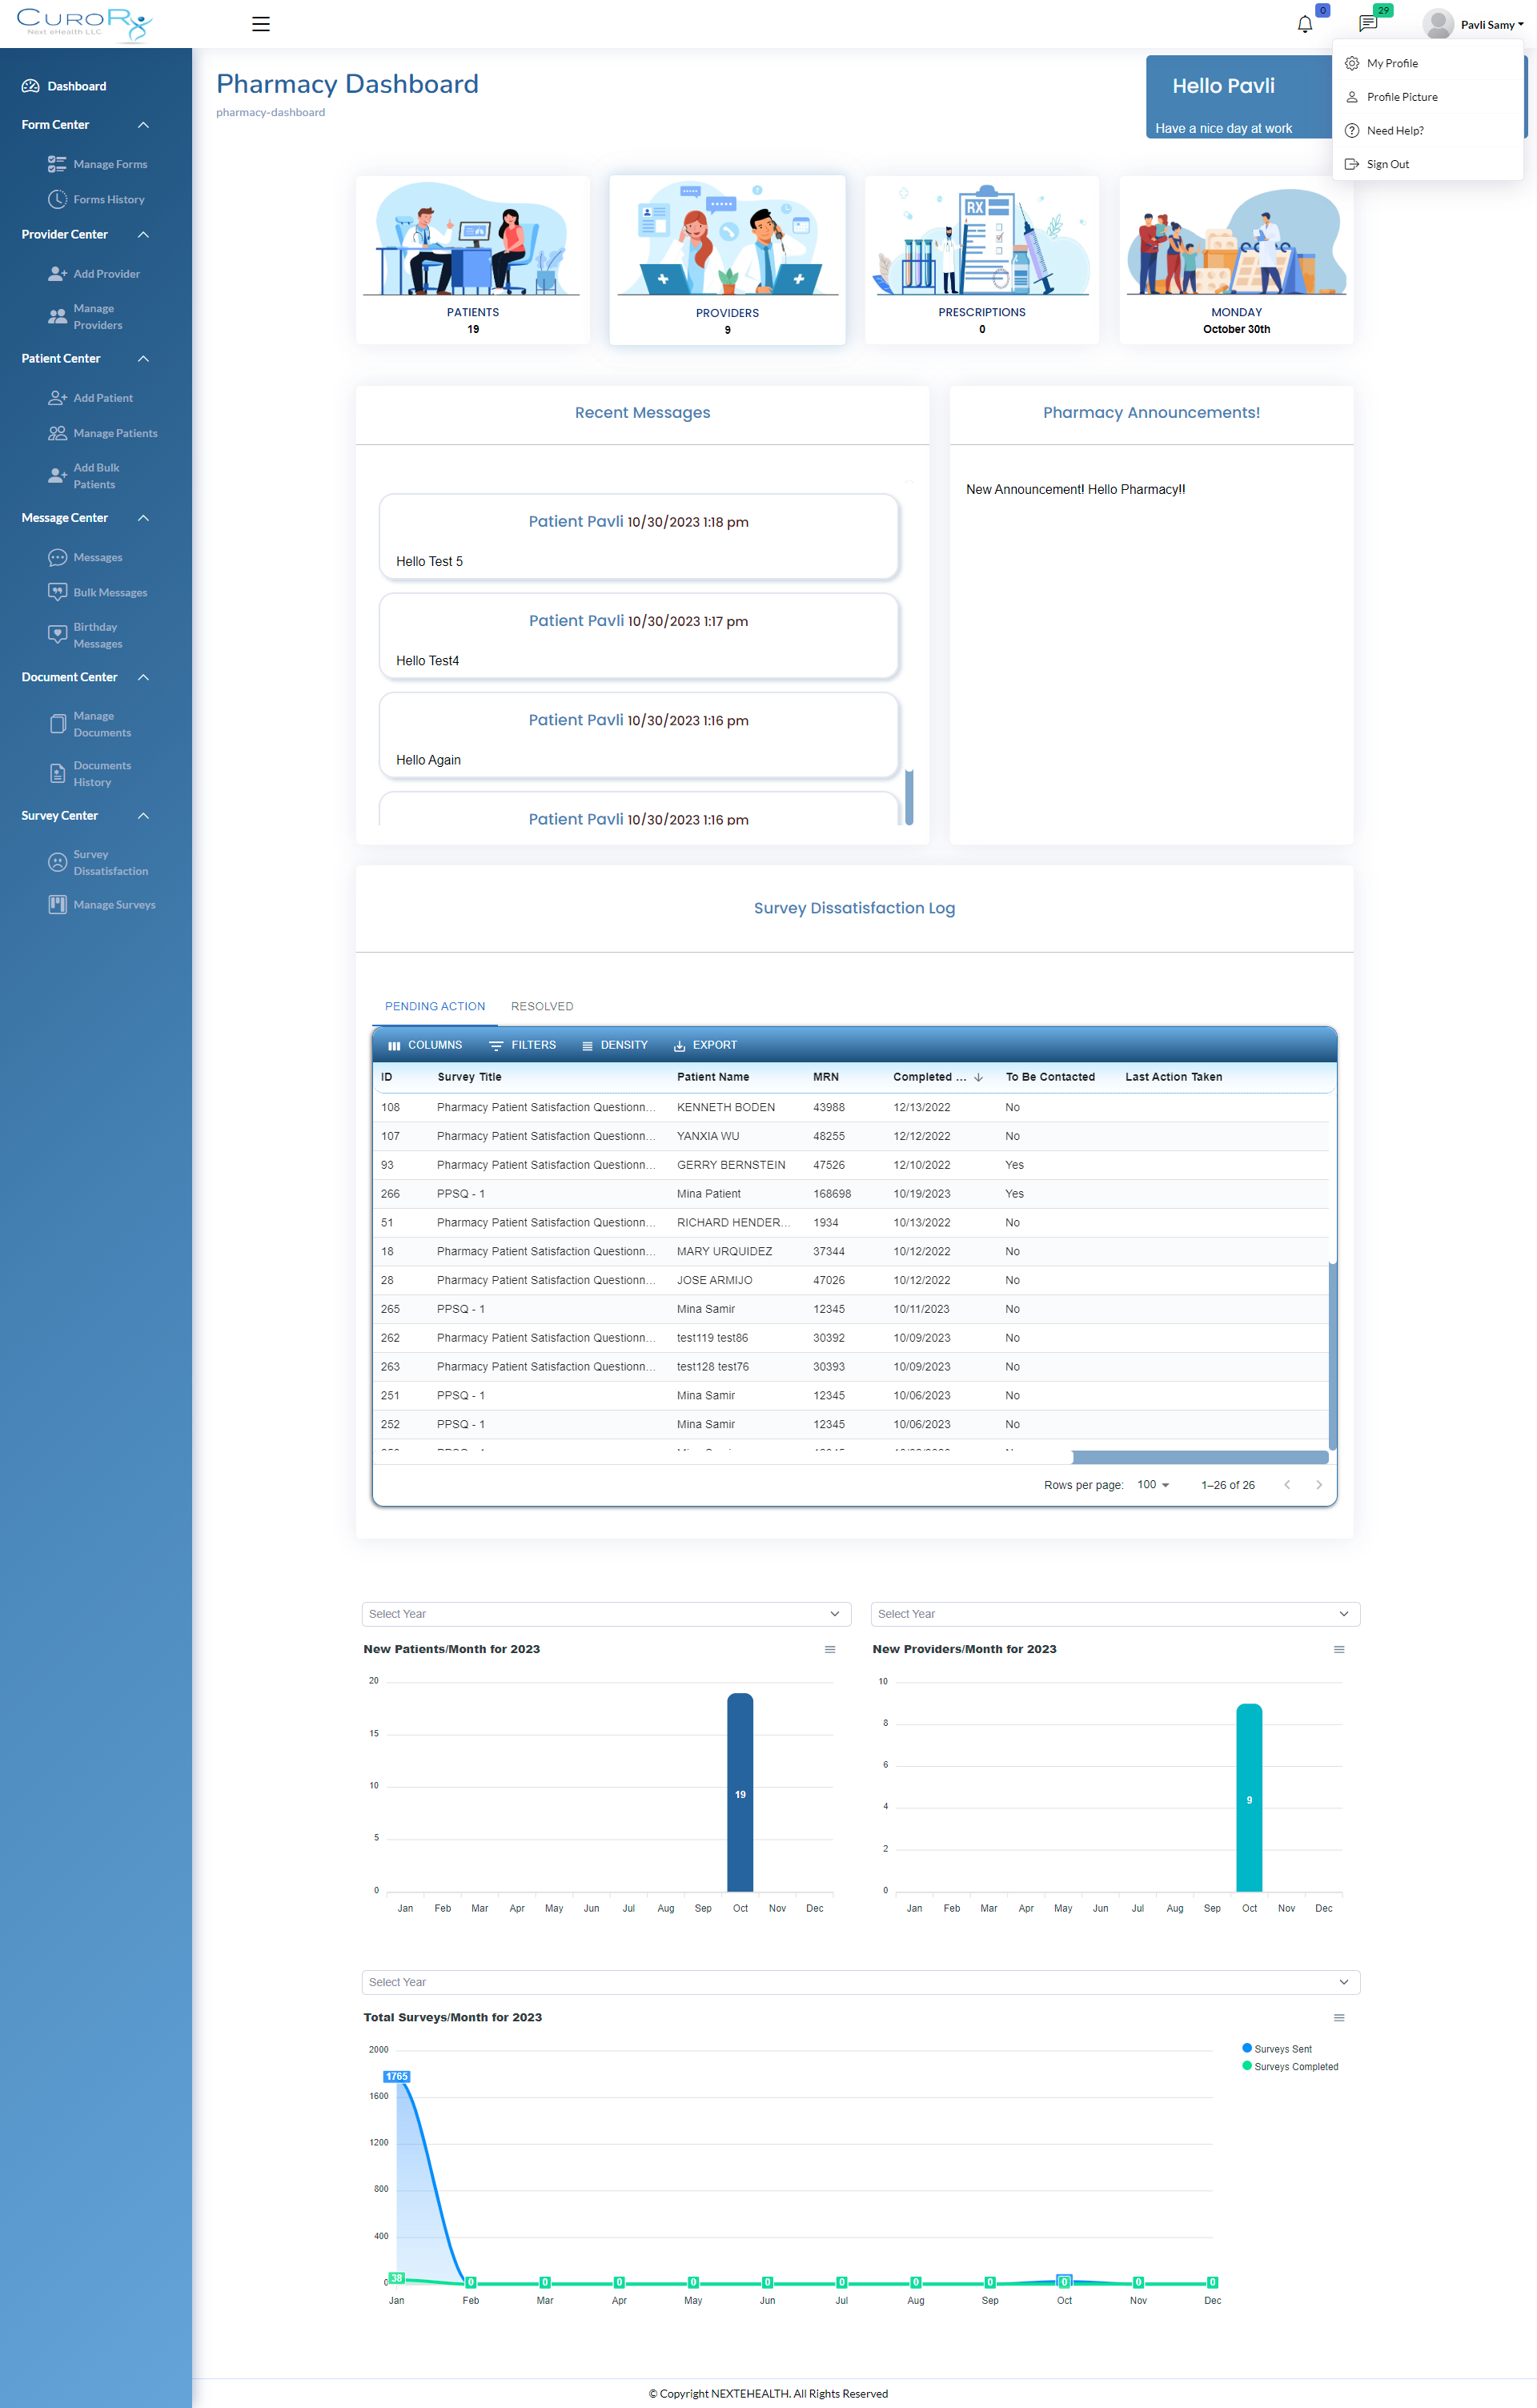 CURORX
Next eHealth LLC
0
29
Pavli Samy
My Profile
Profile Picture
Need Help?
Sign Out
Dashboard
Form Center
Manage Forms
Forms History
Provider Center
Add Provider
Manage
Providers
Patient Center
Add Patient
Manage Patients
Add Bulk
Patients
Message Center
Messages
Bulk Messages
Birthday
Messages
Document Center
Manage
Documents
Documents
History
Survey Center
Survey
Dissatisfaction
Manage Surveys
Pharmacy Dashboard
pharmacy-dashboard
Hello Pavli
Have a nice day at work
PATIENTS
19
PROVIDERS
9
RX
PRESCRIPTIONS
0
MONDAY
October 30th
Recent Messages
Patient Pavli 10/30/2023 1:18 pm
Hello Test 5
Patient Pavli 10/30/2023 1:17 pm
Hello Test4
Patient Pavli 10/30/2023 1:16 pm
Hello Again
Patient Pavli 10/30/2023 1:16 pm
Pharmacy Announcements!
New Announcement! Hello Pharmacy!!
Survey Dissatisfaction Log
PENDING ACTION RESOLVED
COLUMNS FILTERS DENSITY EXPORT
ID Survey Title Patient Name MRN Completed ... To Be Contacted Last Action Taken
108 Pharmacy Patient Satisfaction Questionn... KENNETH BODEN 43988 12/13/2022 No
107 Pharmacy Patient Satisfaction Questionn... YANXIA WU 48255 12/12/2022 No
93 Pharmacy Patient Satisfaction Questionn... GERRY BERNSTEIN 47526 12/10/2022 Yes
266 PPSQ - 1 Mina Patient 168698 10/19/2023 Yes
51 Pharmacy Patient Satisfaction Questionn... RICHARD HENDER... 1934 10/13/2022 No
18 Pharmacy Patient Satisfaction Questionn... MARY URQUIDEZ 37344 10/12/2022 No
28 Pharmacy Patient Satisfaction Questionn... JOSE ARMIJO 47026 10/12/2022 No
265 PPSQ - 1 Mina Samir 12345 10/11/2023 No
262 Pharmacy Patient Satisfaction Questionn... test119 test86 30392 10/09/2023 No
263 Pharmacy Patient Satisfaction Questionn... test128 test76 30393 10/09/2023 No
251 PPSQ - 1 Mina Samir 12345 10/06/2023 No
252 PPSQ - 1 Mina Samir 12345 10/06/2023 No
Rows per page: 100 1–26 of 26
Select Year
New Patients/Month for 2023
20
15
10
5
0
19
Jan Feb Mar Apr May Jun Jul Aug Sep Oct Nov Dec
Select Year
New Providers/Month for 2023
10
8
6
4
2
0
9
Jan Feb Mar Apr May Jun Jul Aug Sep Oct Nov Dec
Select Year
Total Surveys/Month for 2023
Surveys Sent
Surveys Completed
2000
1600
1200
800
400
0
1765
38 0 0 0 0 0 0 0 0 0 0 0
Jan Feb Mar Apr May Jun Jul Aug Sep Oct Nov Dec
© Copyright NEXTEHEALTH. All Rights Reserved